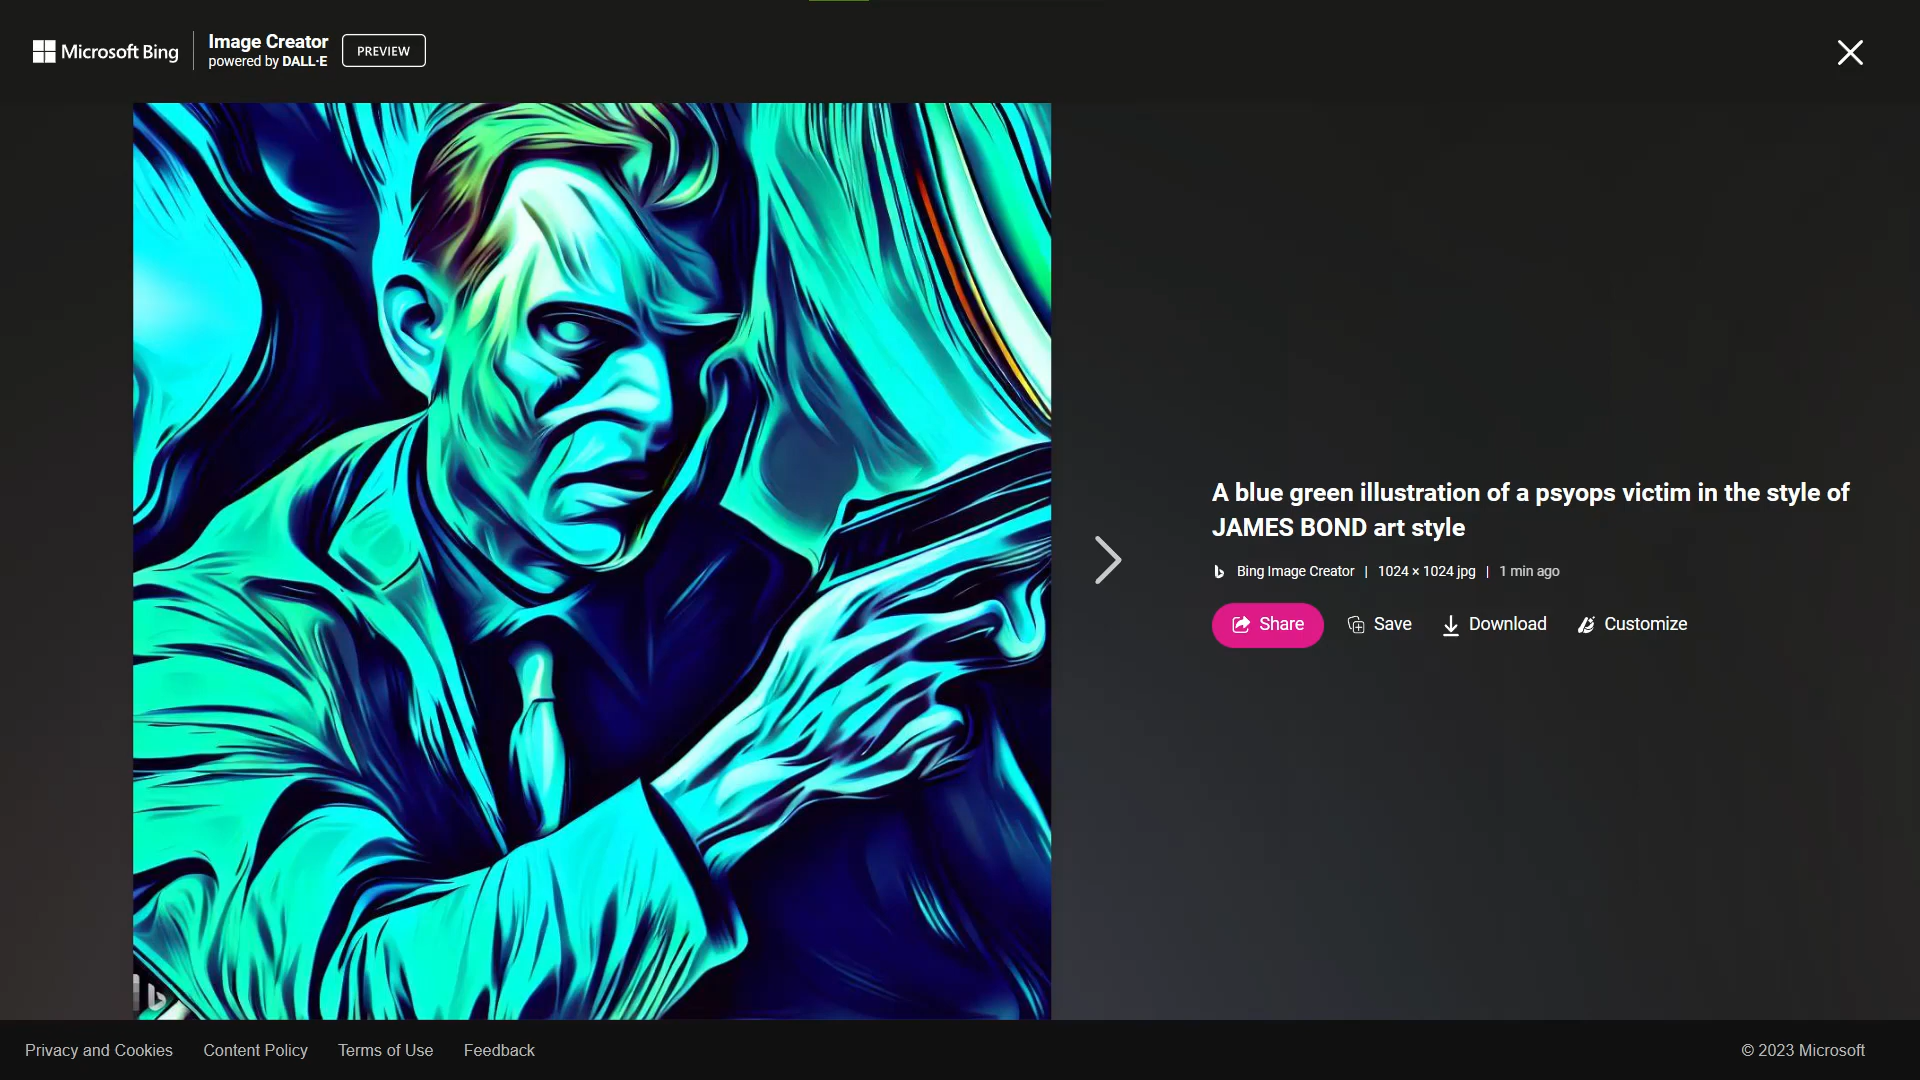 Microsoft Bing
Image Creator
powered by DALL·E
PREVIEW
A blue green illustration of a psyops victim in the style of
JAMES BOND art style
Bing Image Creator | 1024 × 1024 jpg | 1 min ago
Share Save Download Customize
Privacy and Cookies Content Policy Terms of Use Feedback
© 2023 Microsoft